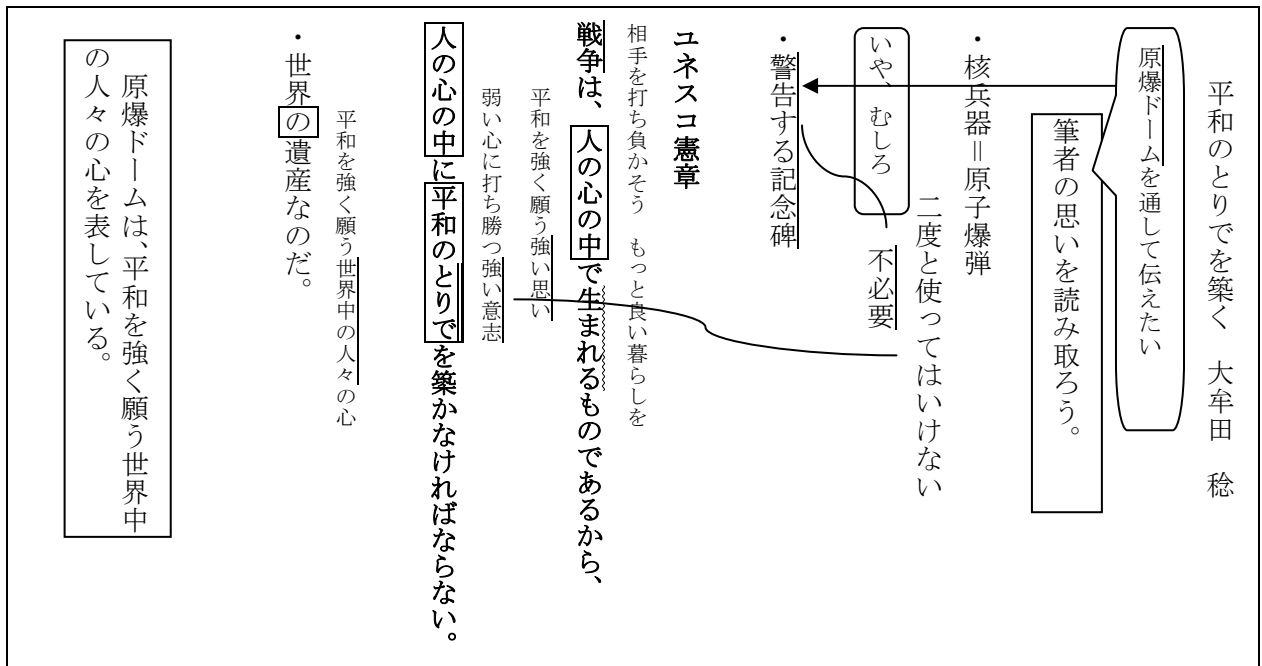 平和のとりでを築く 大牟田 稔
原爆ドームを通して伝えたい
筆者の思いを読み取ろう。
・核兵器＝原子爆弾
二度と使ってはいけない
不必要
いや、むしろ
・警告する記念碑
ユネスコ憲章
相手を打ち負かそう もっと良い暮らしを
戦争は、人の心の中で生まれるものであるから、
平和を強く願う強い思い
弱い心に打ち勝つ強い意志
人の心の中に平和のとりでを築かなければならない。
平和を強く願う世界中の人々の心
・世界の遺産なのだ。
原爆ドームは、平和を強く願う世界中
の人々の心を表している。